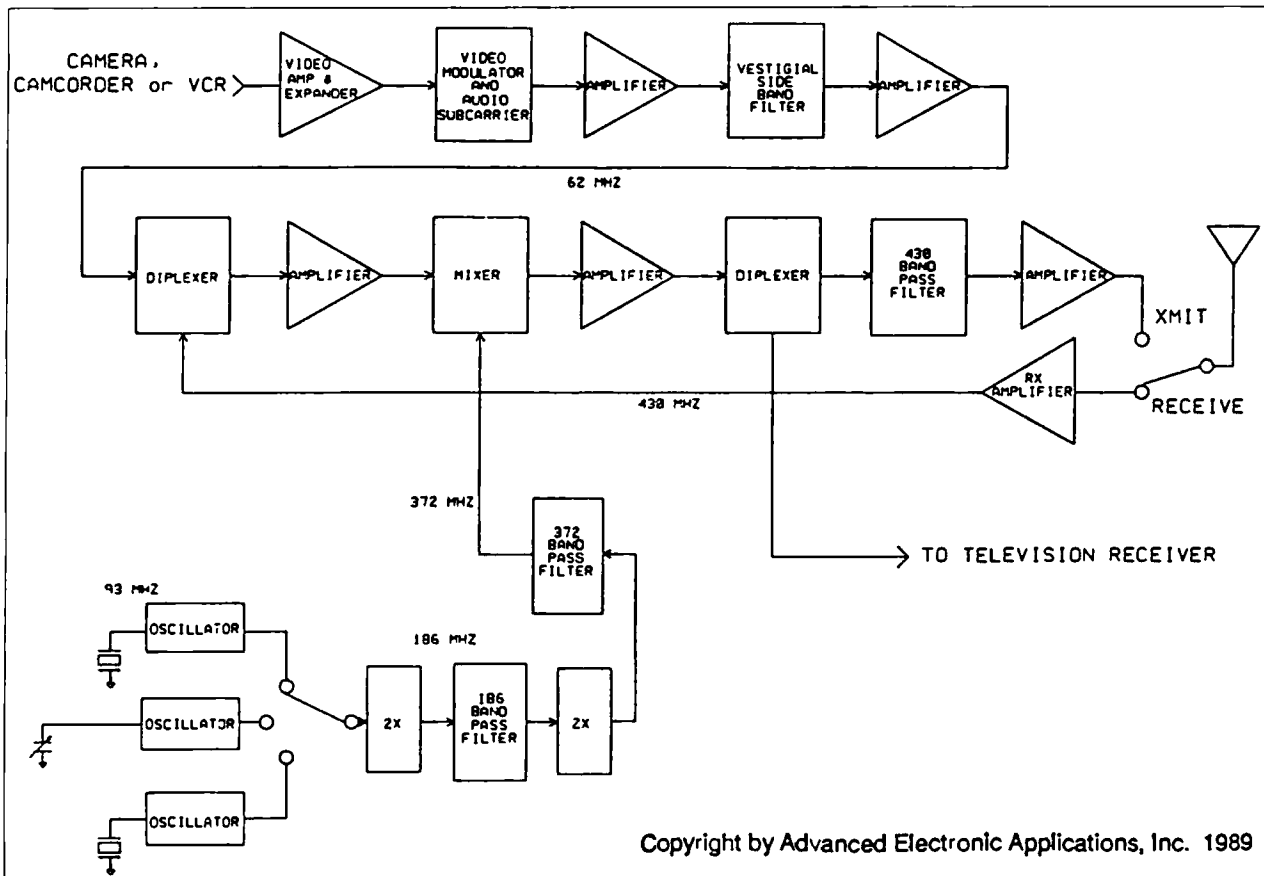 CAMERA,
CAMCORDER or VCR
VIDEO
AMP &
EXPANDER
VIDEO
MODULATOR
AND
AUDIO
SUBCARRIER
AMPLIFIER
VESTIGIAL
SIDE
BAND
FILTER
AMPLIFIER
62 MHZ
DIPLEXER
AMPLIFIER
MIXER
AMPLIFIER
DIPLEXER
430
BAND
PASS
FILTER
AMPLIFIER
XMIT
RX
AMPLIFIER
RECEIVE
430 MHZ
372 MHZ
372
BAND
PASS
FILTER
TO TELEVISION RECEIVER
93 MHZ
OSCILLATOR
186 MHZ
OSCILLATOR
2X
186
BAND
PASS
FILTER
2X
OSCILLATOR
Copyright by Advanced Electronic Applications, Inc. 1989